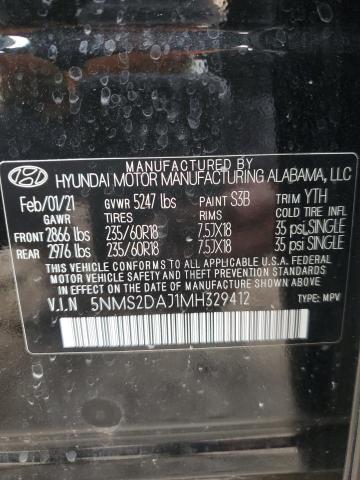 MANUFACTURED BY
HYUNDAI MOTOR MANUFACTURING ALABAMA, LLC
Feb/01/21 GVWR 5247 lbs PAINT S3B TRIM YTH
GAWR TIRES RIMS COLD TIRE INFL
FRONT 2866 lbs 235/60R18 7.5JX18 35 psi,SINGLE
REAR 2976 lbs 235/60R18 7.5JX18 35 psi,SINGLE
THIS VEHICLE CONFORMS TO ALL APPLICABLE U.S.A. FEDERAL MOTOR
VEHICLE SAFETY, BUMPER, AND THEFT PREVENTION STANDARDS IN
EFFECT ON THE DATE OF MANUFACTURE SHOWN ABOVE.
V.I.N 5NMS2DAJ1MH329412 TYPE: MPV